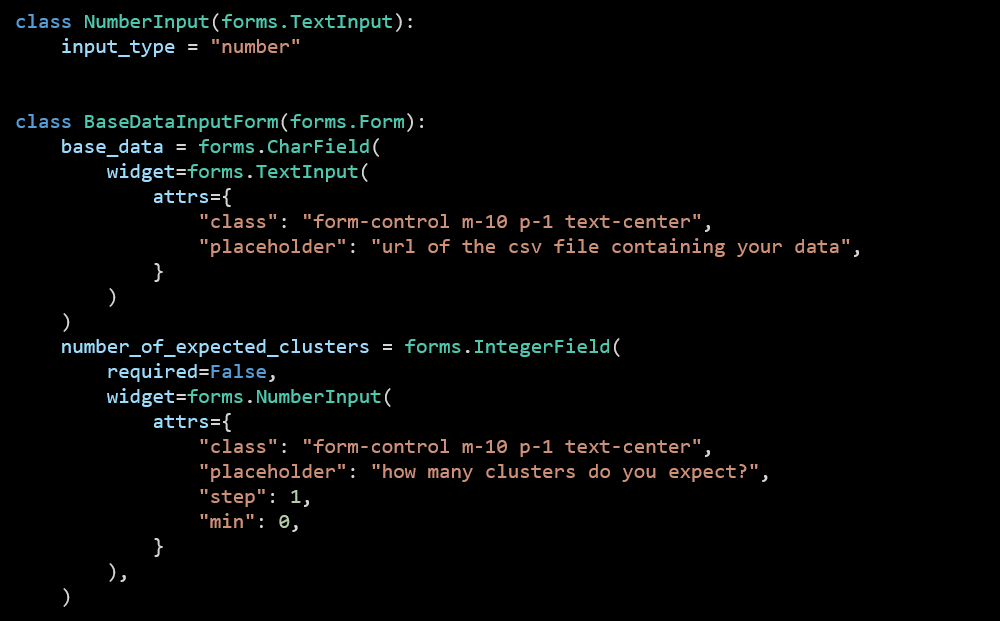 class NumberInput(forms.TextInput):
    input_type = "number"


class BaseDataInputForm(forms.Form):
    base_data = forms.CharField(
        widget=forms.TextInput(
            attrs={
                "class": "form-control m-10 p-1 text-center",
                "placeholder": "url of the csv file containing your data",
            }
        )
    )
    number_of_expected_clusters = forms.IntegerField(
        required=False,
        widget=forms.NumberInput(
            attrs={
                "class": "form-control m-10 p-1 text-center",
                "placeholder": "how many clusters do you expect?",
                "step": 1,
                "min": 0,
            }
        ),
    )